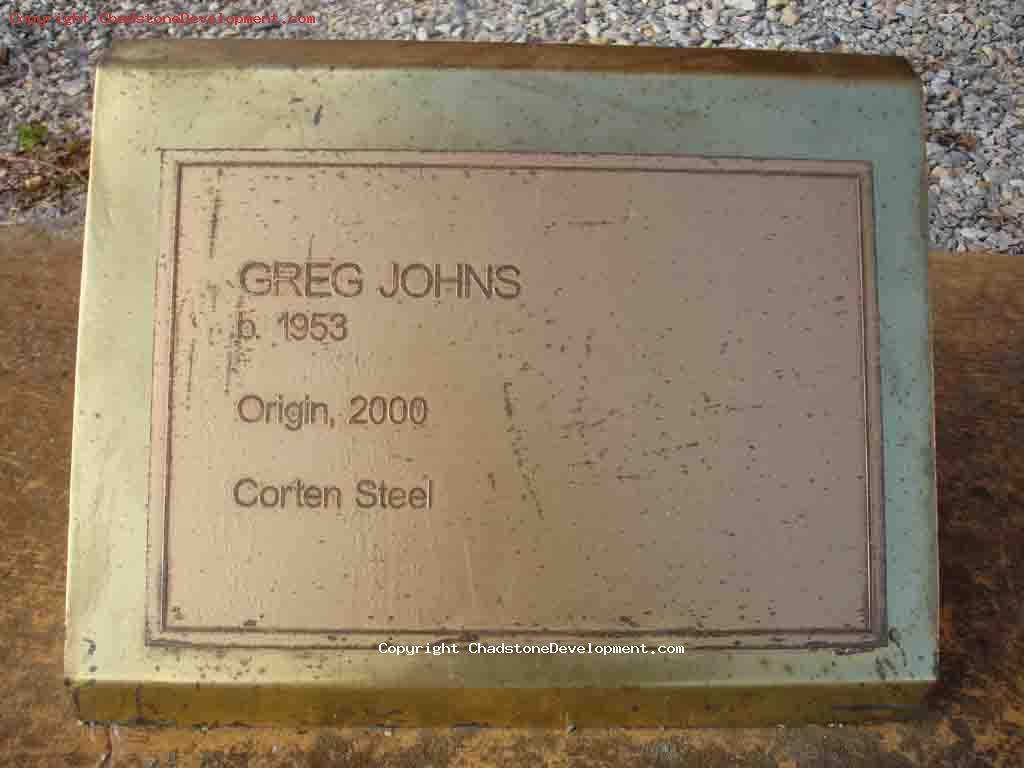 Copyright ChadstoneDevelopment.com
GREG JOHNS
b. 1953
Origin, 2000
Corten Steel
Copyright ChadstoneDevelopment.com